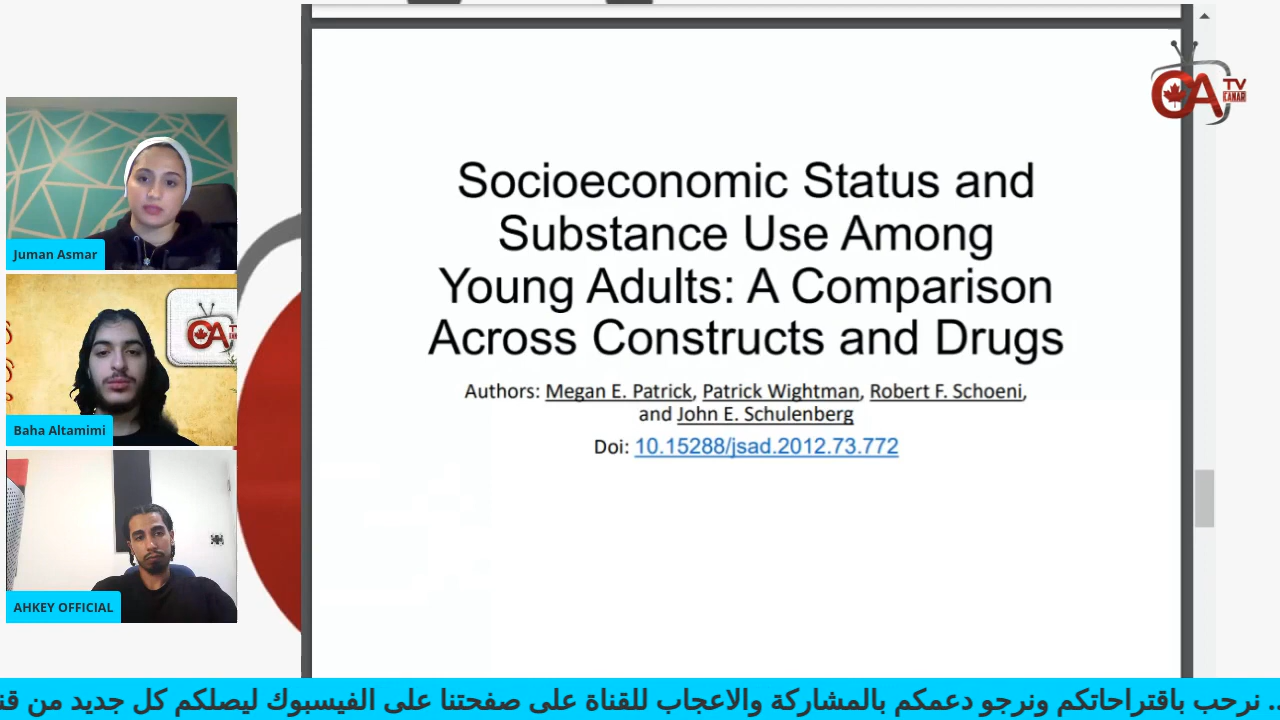 TV
CANAR
Socioeconomic Status and
Substance Use Among
Young Adults: A Comparison
Across Constructs and Drugs
Authors: Megan E. Patrick, Patrick Wightman, Robert F. Schoeni,
and John E. Schulenberg
Doi: 10.15288/jsad.2012.73.772
Juman Asmar
Baha Altamimi
AHKEY OFFICIAL
.. نرحب باقتراحاتكم ونرجو دعمكم بالمشاركة والاعجاب للقناة على صفحتنا على الفيسبوك ليصلكم كل جديد من